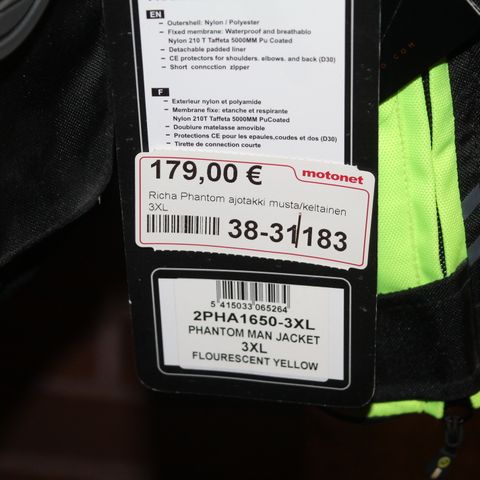 EN
– Outershell: Nylon / Polyester
– Fixed membrane: Waterproof and breathablo
Nylon 210 T Taffeta 5000MM Pu Coated
– Detachable padded liner
– CE protectors for shoulders. elbows. and back (D30)
– Short conncction zipper
F
– Exterieur nylon et polyamide
– Membrane fixe: etanche et respirante
Nylon 210T Taffeta 5000MM PuCoated
– Doublure matelasse amovible
– Protections CE pour les epaules,coudes et dos (D30)
– Tirette de connection courte
179,00 €
motonet
Richa Phantom ajotakki musta/keltainen
3XL
38-31183
5 415033 065264
2PHA1650-3XL
PHANTOM MAN JACKET
3XL
FLOURESCENT YELLOW